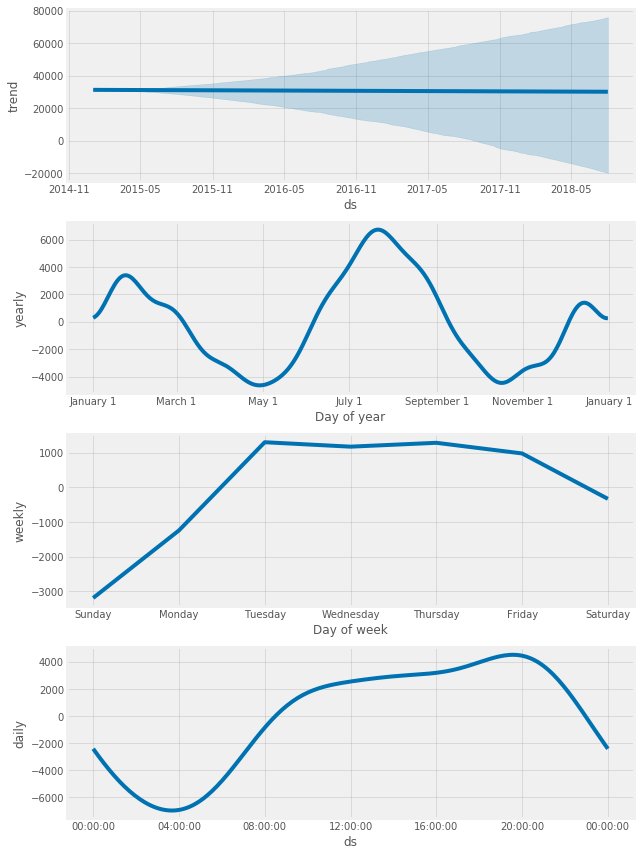 80000
60000
40000
20000
0
−20000
trend
2014-11 2015-05 2015-11 2016-05 2016-11 2017-05 2017-11 2018-05
ds
6000
4000
2000
0
−2000
−4000
yearly
January 1 March 1 May 1 July 1 September 1 November 1 January 1
Day of year
1000
0
−1000
−2000
−3000
weekly
Sunday Monday Tuesday Wednesday Thursday Friday Saturday
Day of week
4000
2000
0
−2000
−4000
−6000
daily
00:00:00 04:00:00 08:00:00 12:00:00 16:00:00 20:00:00 00:00:00
ds